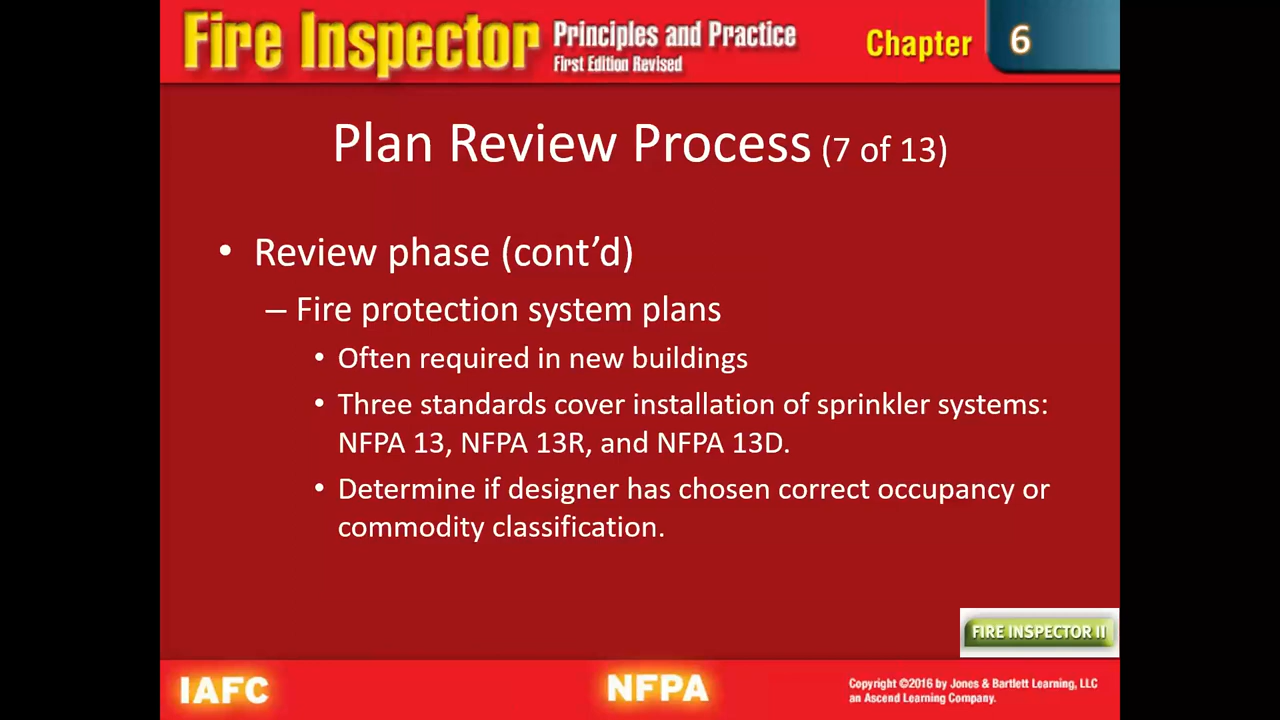 Fire Inspector Principles and Practice
First Edition Revised
Chapter 6
Plan Review Process (7 of 13)
• Review phase (cont’d)
– Fire protection system plans
• Often required in new buildings
• Three standards cover installation of sprinkler systems:
NFPA 13, NFPA 13R, and NFPA 13D.
• Determine if designer has chosen correct occupancy or
commodity classification.
FIRE INSPECTOR II
IAFC
NFPA
Copyright ©2016 by Jones & Bartlett Learning, LLC
an Ascend Learning Company.